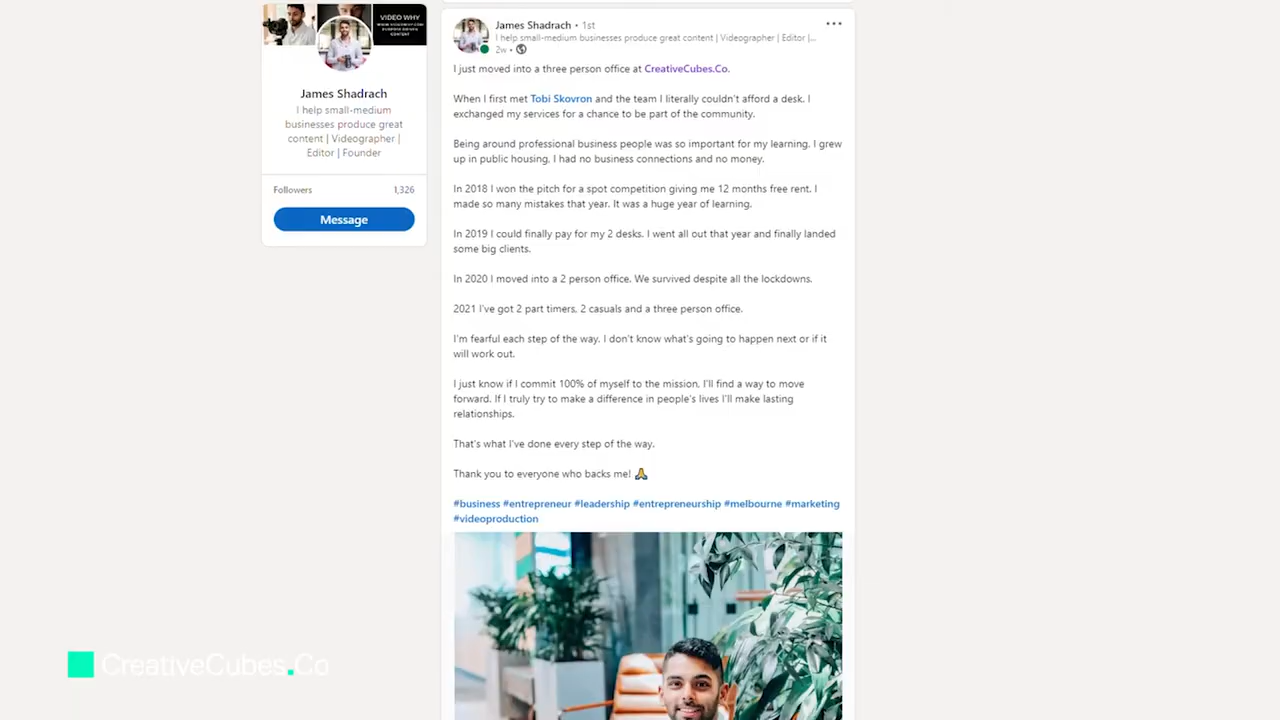 VIDEO WHY
James Shadrach
I help small-medium
businesses produce great
content | Videographer |
Editor | Founder
Followers 1,326
Message
James Shadrach • 1st
I help small-medium businesses produce great content | Videographer | Editor |...
2w •
I just moved into a three person office at CreativeCubes.Co.
When I first met Tobi Skovron and the team I literally couldn't afford a desk. I
exchanged my services for a chance to be part of the community.
Being around professional business people was so important for my learning. I grew
up in public housing, I had no business connections and no money.
In 2018 I won the pitch for a spot competition giving me 12 months free rent. I
made so many mistakes that year. It was a huge year of learning.
In 2019 I could finally pay for my 2 desks. I went all out that year and finally landed
some big clients.
In 2020 I moved into a 2 person office. We survived despite all the lockdowns.
2021 I've got 2 part timers, 2 casuals and a three person office.
I'm fearful each step of the way. I don't know what's going to happen next or if it
will work out.
I just know if I commit 100% of myself to the mission, I'll find a way to move
forward. If I truly try to make a difference in people's lives I'll make lasting
relationships.
That's what I've done every step of the way.
Thank you to everyone who backs me! 🙏
#business #entrepreneur #leadership #entrepreneurship #melbourne #marketing
#videoproduction
CreativeCubes.Co